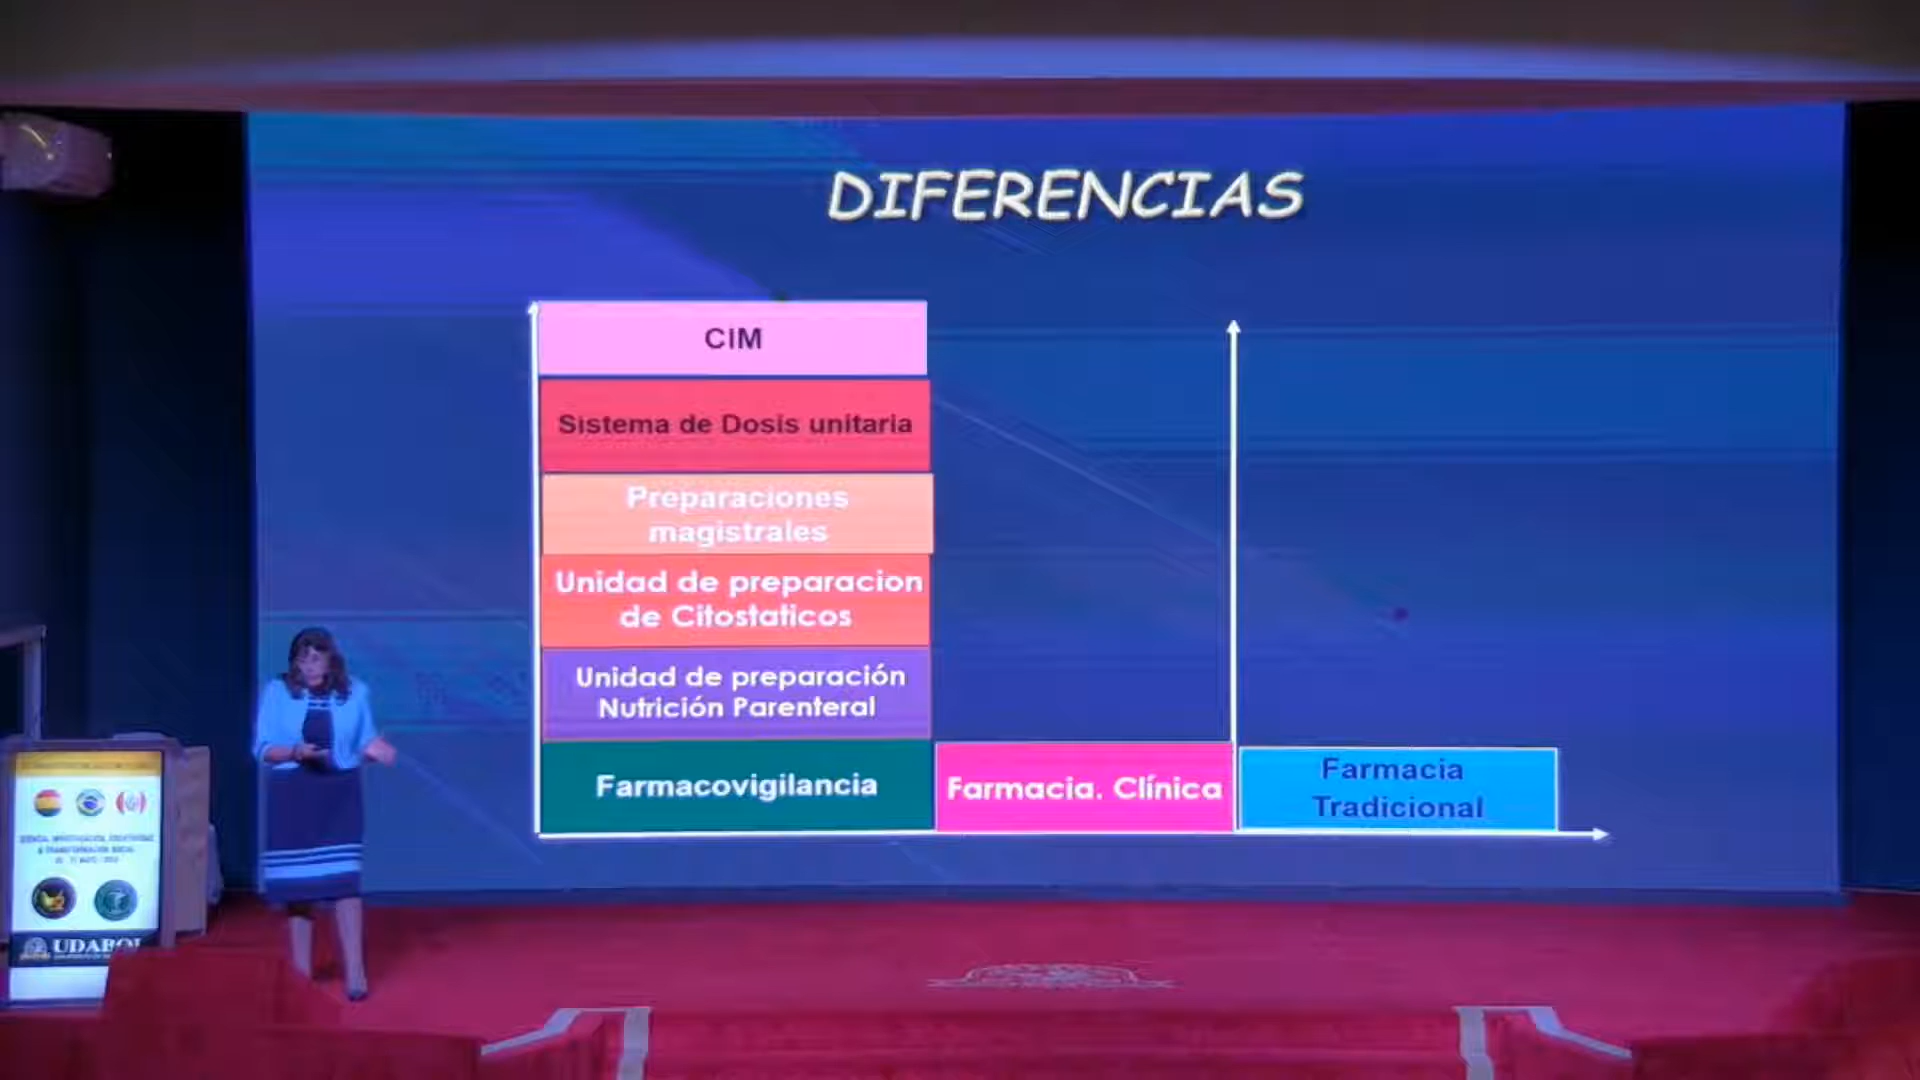 DIFERENCIAS
CIM
Sistema de Dosis unitaria
Preparaciones
magistrales
Unidad de preparacion
de Citostaticos
Unidad de preparación
Nutrición Parenteral
Farmacovigilancia
Farmacia. Clínica
Farmacia
Tradicional
UDABOL